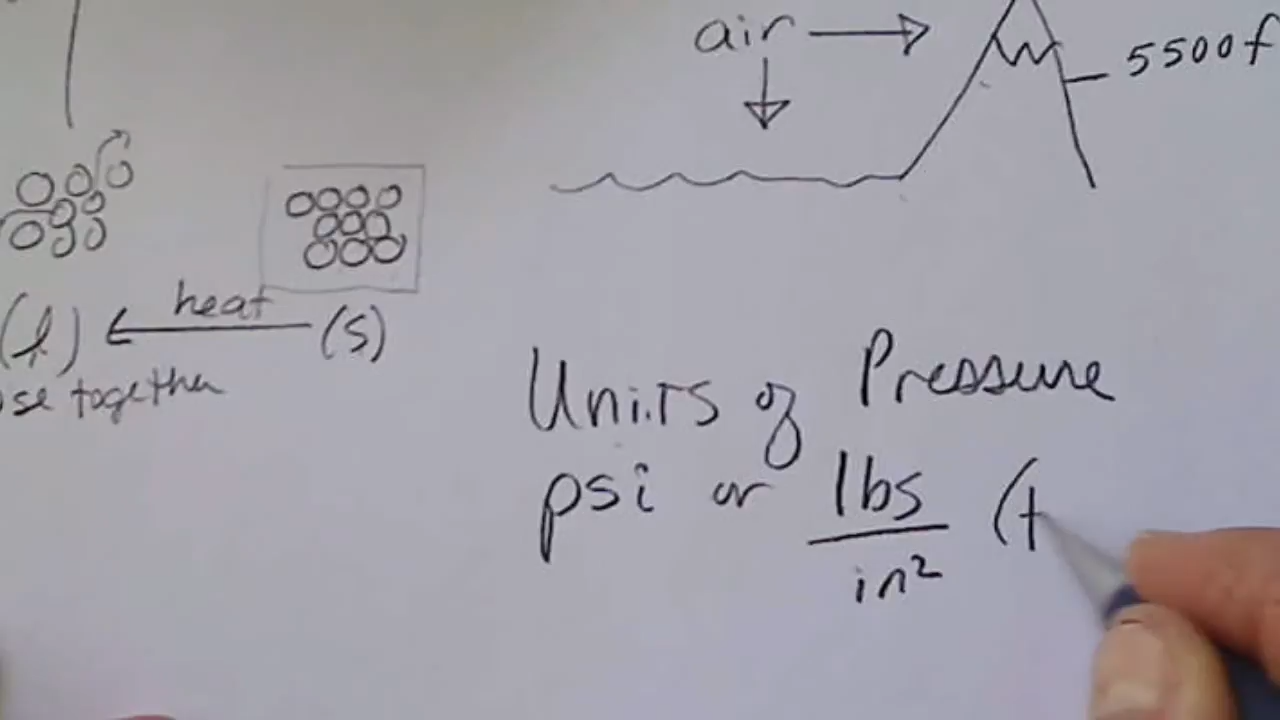 air
5500f
heat
(l)
(s)
se together
Units of Pressure
psi or lbs
in²
(t